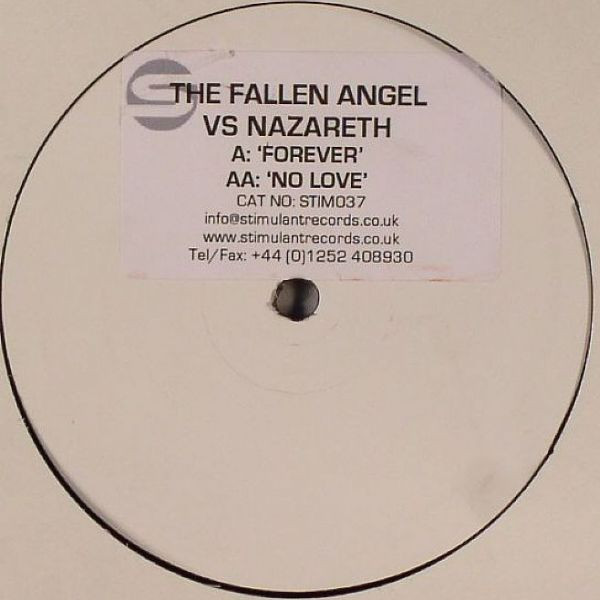 THE FALLEN ANGEL
VS NAZARETH
A: 'FOREVER'
AA: 'NO LOVE'
CAT NO: STIM037
info@stimulantrecords.co.uk
www.stimulantrecords.co.uk
Tel/Fax: +44 (0)1252 408930